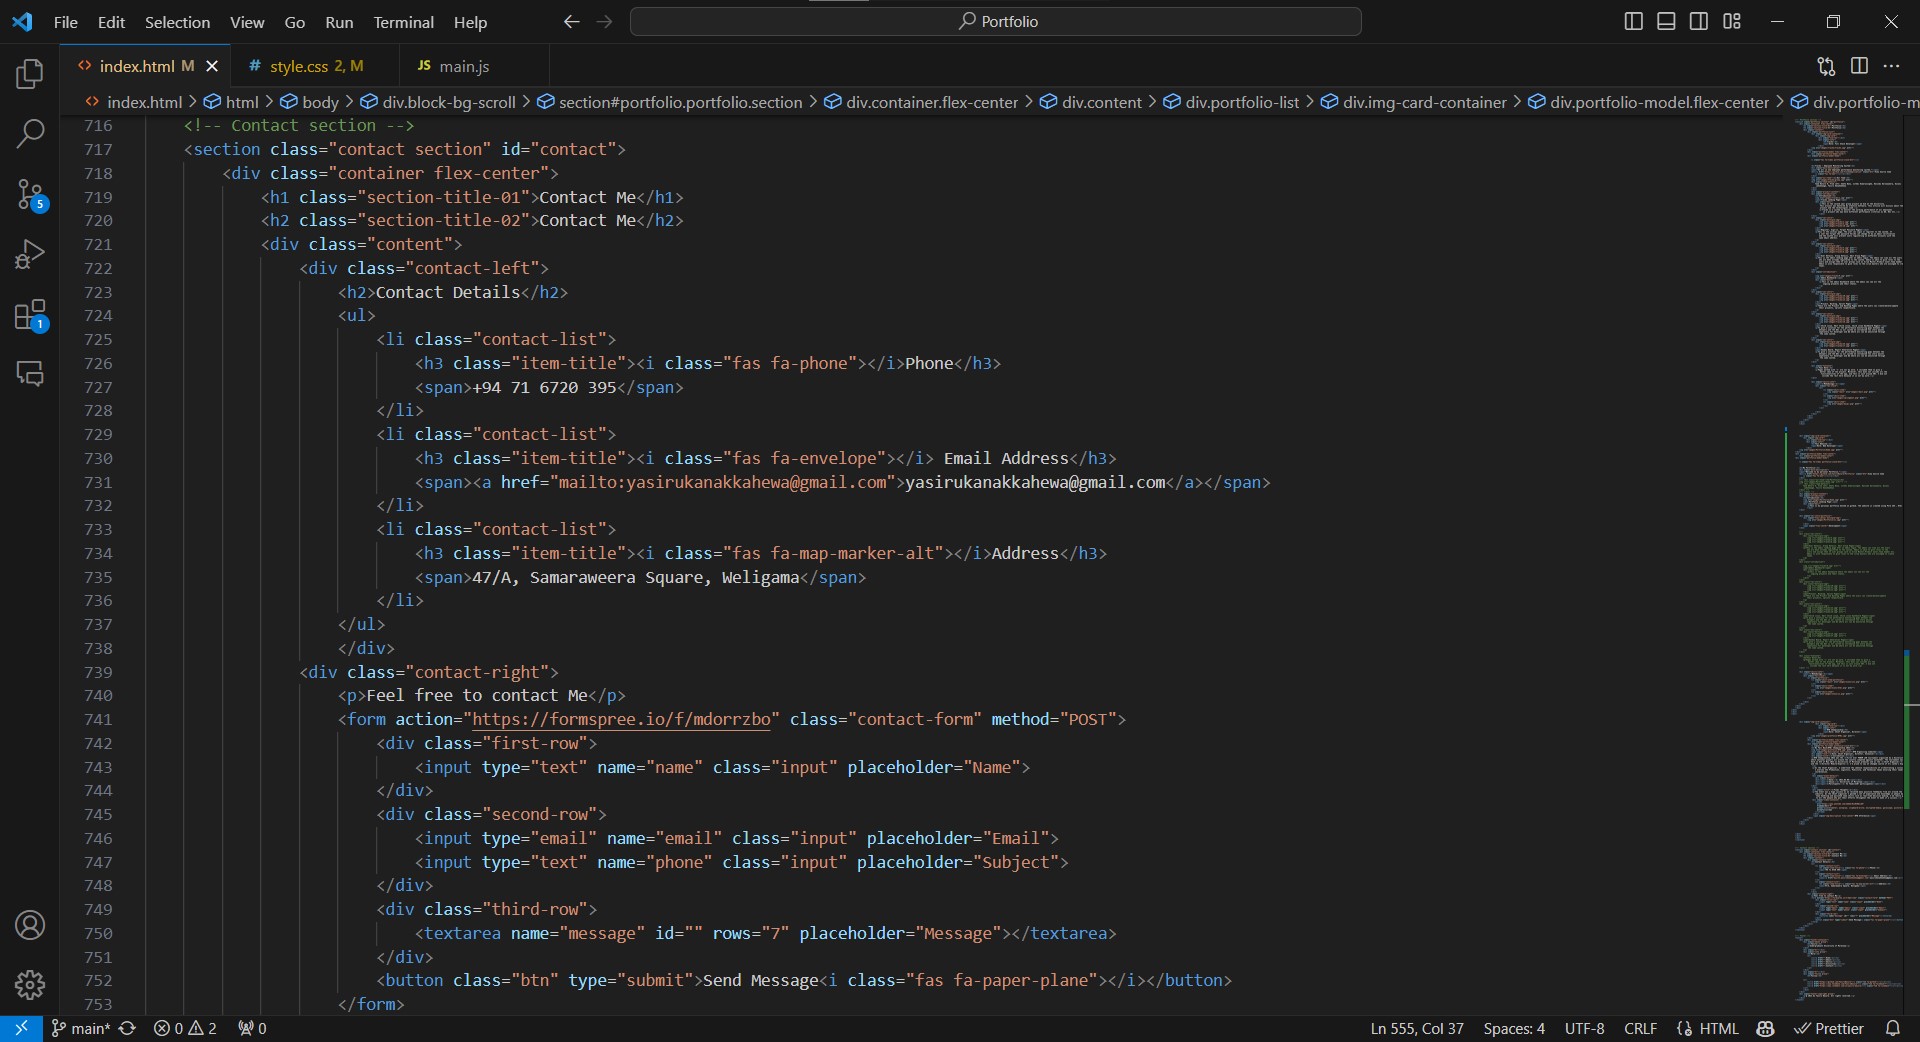 File Edit Selection View Go Run Terminal Help Portfolio
index.html M style.css 2, M JS main.js
index.html > html > body > div.block-bg-scroll > section#portfolio.portfolio.section > div.container.flex-center > div.content > div.portfolio-list > div.img-card-container > div.portfolio-model.flex-center > div.portfolio-m
716 <!-- Contact section -->
717 <section class="contact section" id="contact">
718 <div class="container flex-center">
719 <h1 class="section-title-01">Contact Me</h1>
720 <h2 class="section-title-02">Contact Me</h2>
721 <div class="content">
722 <div class="contact-left">
723 <h2>Contact Details</h2>
724 <ul>
725 <li class="contact-list">
726 <h3 class="item-title"><i class="fas fa-phone"></i>Phone</h3>
727 <span>+94 71 6720 395</span>
728 </li>
729 <li class="contact-list">
730 <h3 class="item-title"><i class="fas fa-envelope"></i> Email Address</h3>
731 <span><a href="mailto:yasirukanakkahewa@gmail.com">yasirukanakkahewa@gmail.com</a></span>
732 </li>
733 <li class="contact-list">
734 <h3 class="item-title"><i class="fas fa-map-marker-alt"></i>Address</h3>
735 <span>47/A, Samaraweera Square, Weligama</span>
736 </li>
737 </ul>
738 </div>
739 <div class="contact-right">
740 <p>Feel free to contact Me</p>
741 <form action="https://formspree.io/f/mdorrzbo" class="contact-form" method="POST">
742 <div class="first-row">
743 <input type="text" name="name" class="input" placeholder="Name">
744 </div>
745 <div class="second-row">
746 <input type="email" name="email" class="input" placeholder="Email">
747 <input type="text" name="phone" class="input" placeholder="Subject">
748 </div>
749 <div class="third-row">
750 <textarea name="message" id="" rows="7" placeholder="Message"></textarea>
751 </div>
752 <button class="btn" type="submit">Send Message<i class="fas fa-paper-plane"></i></button>
753 </form>
5
1
main* 0 2 0 Ln 555, Col 37 Spaces: 4 UTF-8 CRLF HTML Prettier